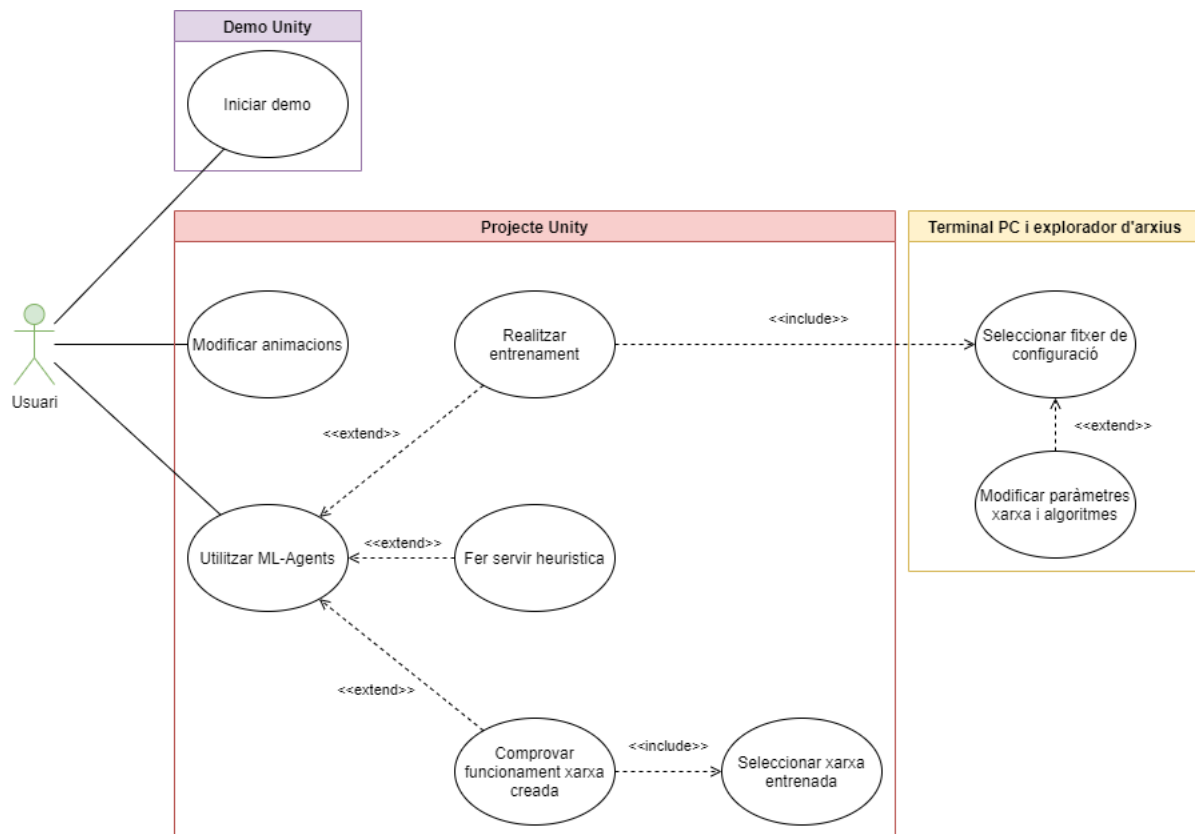 Demo Unity
Iniciar demo
Projecte Unity
Terminal PC i explorador d'arxius
Modificar animacions
Realitzar
entrenament
<<include>>
Seleccionar fitxer de
configuració
Usuari
<<extend>>
<<extend>>
Modificar paràmetres
xarxa i algoritmes
Utilitzar ML-Agents
<<extend>>
Fer servir heuristica
<<extend>>
Comprovar
funcionament xarxa
creada
<<include>>
Seleccionar xarxa
entrenada